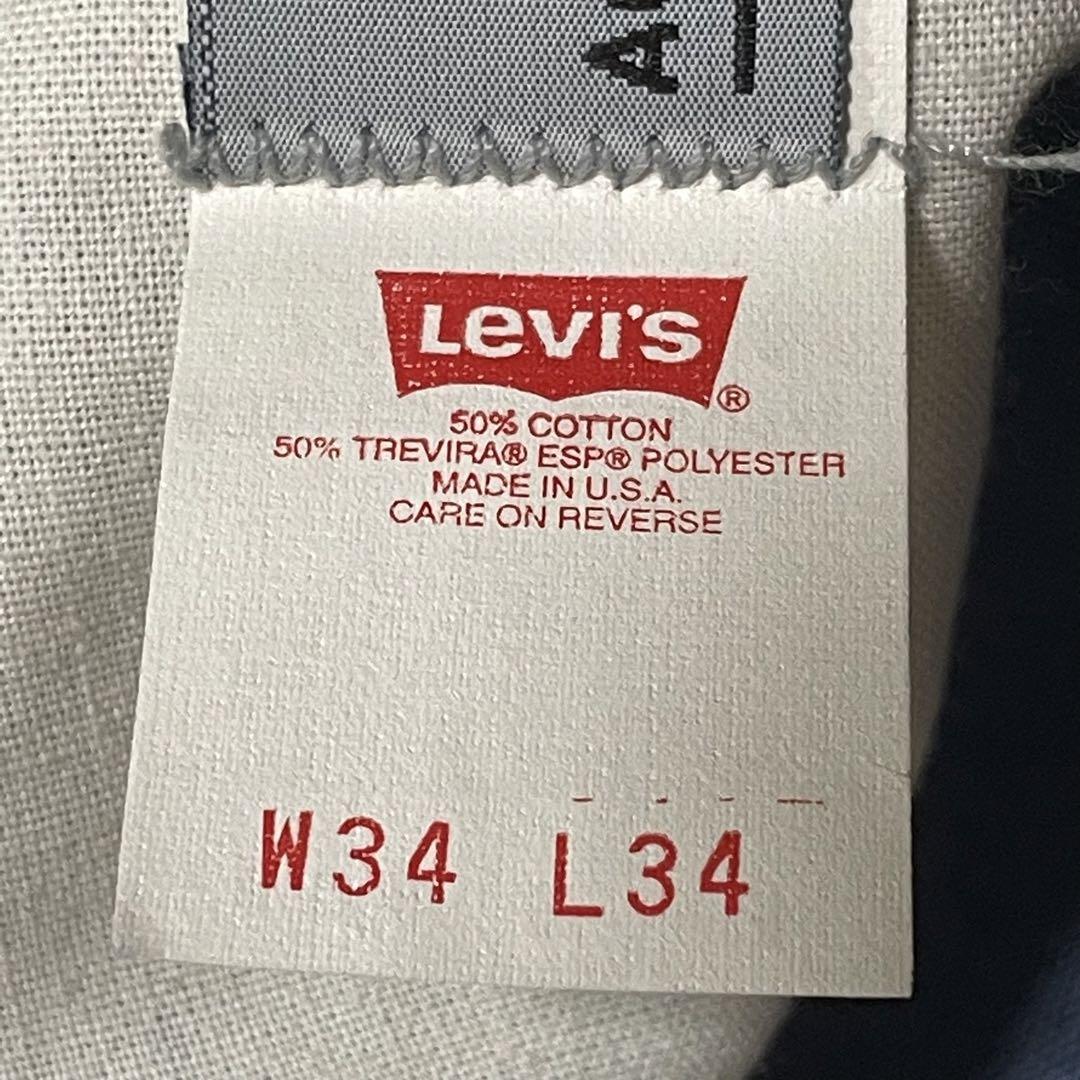 Levi's ®
50% COTTON
50% TREVIRA® ESP® POLYESTER
MADE IN U.S.A.
CARE ON REVERSE
W34 L34